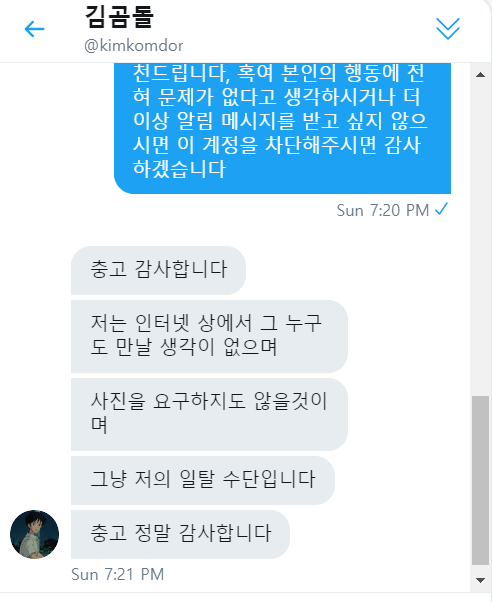 김곰돌
@kimkomdor
천드립니다, 혹여 본인의 행동에 전
혀 문제가 없다고 생각하시거나 더
이상 알림 메시지를 받고 싶지 않으
시면 이 계정을 차단해주시면 감사
하겠습니다
Sun 7:20 PM
충고 감사합니다
저는 인터넷 상에서 그 누구
도 만날 생각이 없으며
사진을 요구하지도 않을것이
며
그냥 저의 일탈 수단입니다
충고 정말 감사합니다
Sun 7:21 PM